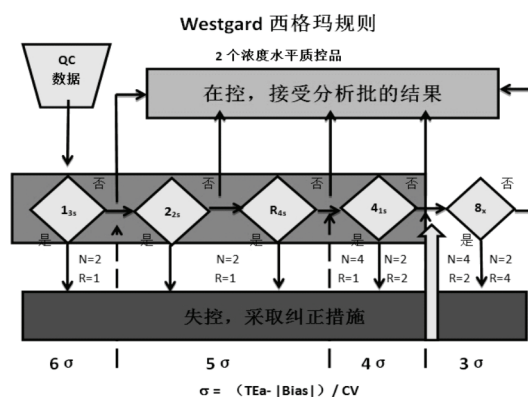 Westgard 西格玛规则
2 个浓度水平质控品
QC
数据
在控，接受分析批的结果
否 否 否 否 否
1₃ₛ 2₂ₛ R₄ₛ 4₁ₛ 8ₓ
是 是 是 是 是
N=2 N=2 N=4 N=2 N=4 N=2
R=1 R=1 R=1 R=2 R=2 R=4
失控，采取纠正措施
6 σ 5 σ 4 σ 3 σ
σ = （TEa- |Bias|）/ CV